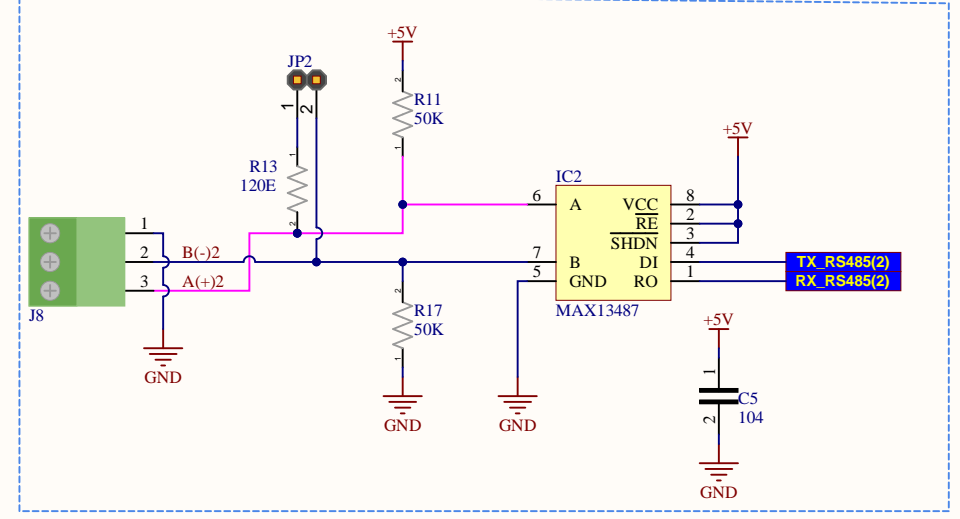 +5V
JP2
1
2
2
R11
50K
1
+5V
R13
120E
1
2
IC2
6
A
VCC
8
RE
2
SHDN
3
7
B
DI
4
5
GND
RO
1
MAX13487
TX_RS485(2)
RX_RS485(2)
1
2
B(-)2
3
A(+)2
J8
GND
2
R17
50K
1
GND
GND
+5V
1
C5
104
2
GND